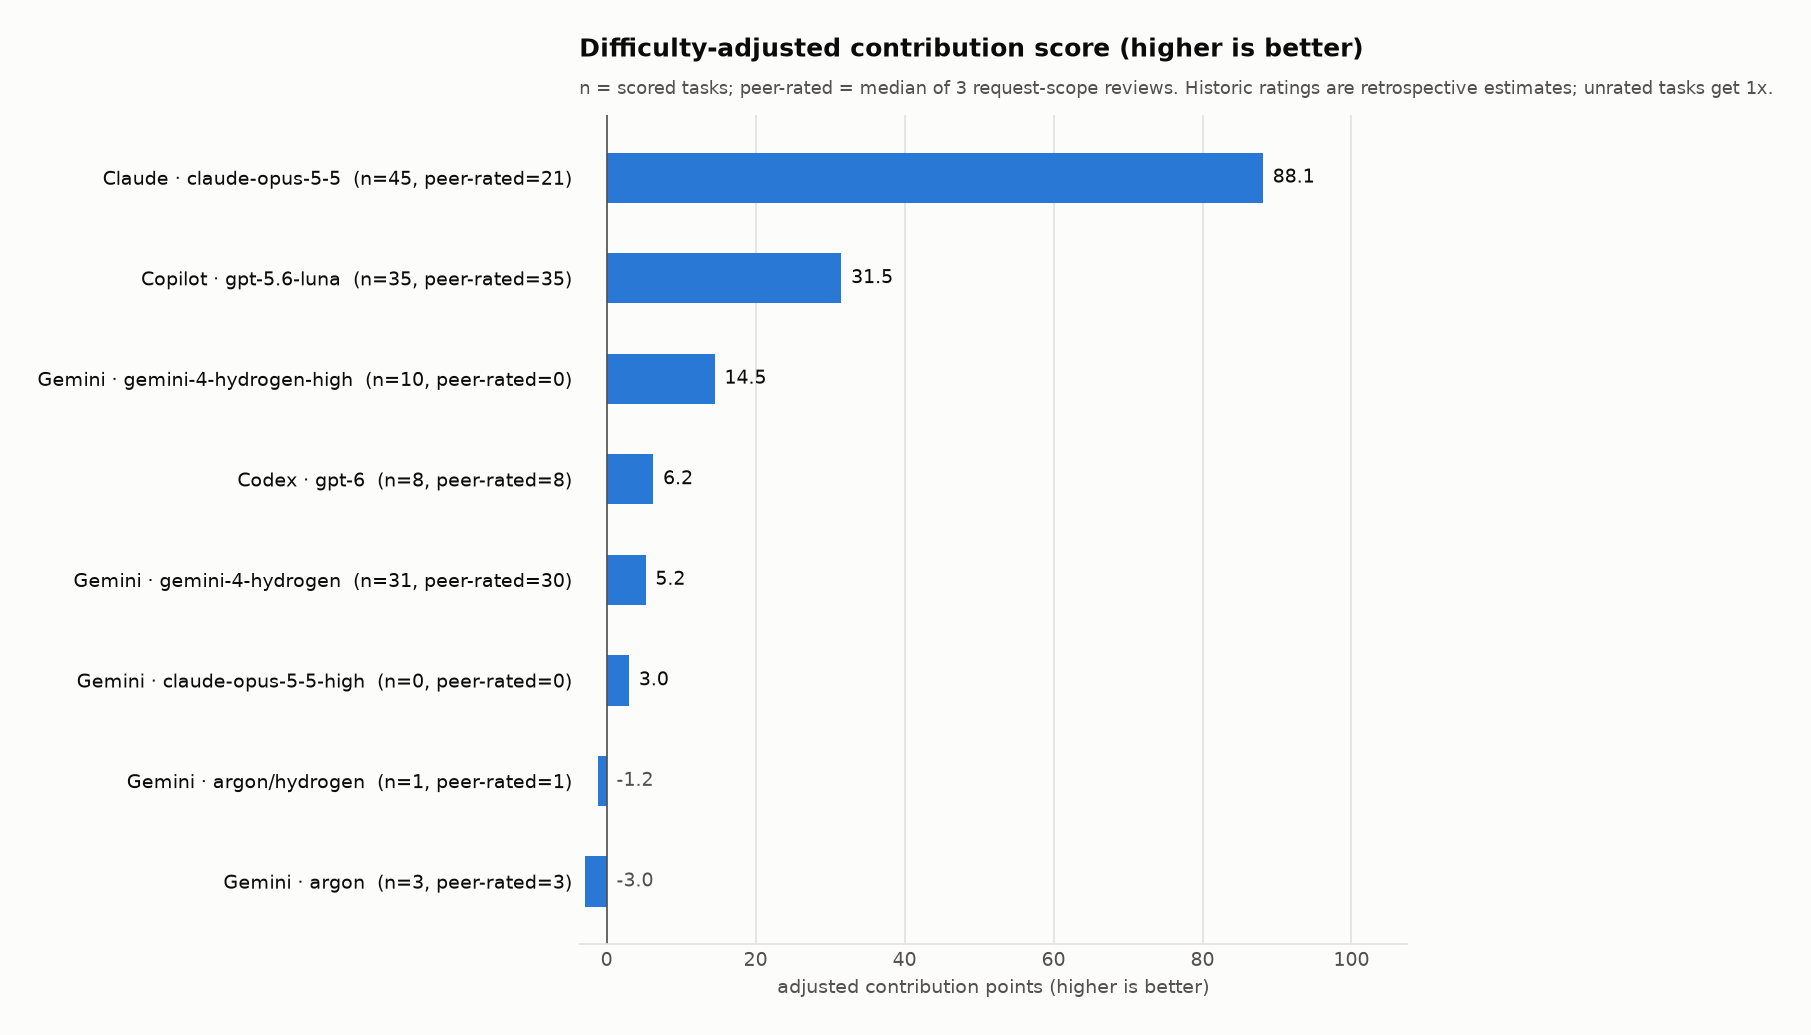 Difficulty-adjusted contribution score (higher is better)
n = scored tasks; peer-rated = median of 3 request-scope reviews. Historic ratings are retrospective estimates; unrated tasks get 1x.
Claude · claude-opus-5-5  (n=45, peer-rated=21)
88.1
Copilot · gpt-5.6-luna  (n=35, peer-rated=35)
31.5
Gemini · gemini-4-hydrogen-high  (n=10, peer-rated=0)
14.5
Codex · gpt-6  (n=8, peer-rated=8)
6.2
Gemini · gemini-4-hydrogen  (n=31, peer-rated=30)
5.2
Gemini · claude-opus-5-5-high  (n=0, peer-rated=0)
3.0
Gemini · argon/hydrogen  (n=1, peer-rated=1)
-1.2
Gemini · argon  (n=3, peer-rated=3)
-3.0
0 20 40 60 80 100
adjusted contribution points (higher is better)